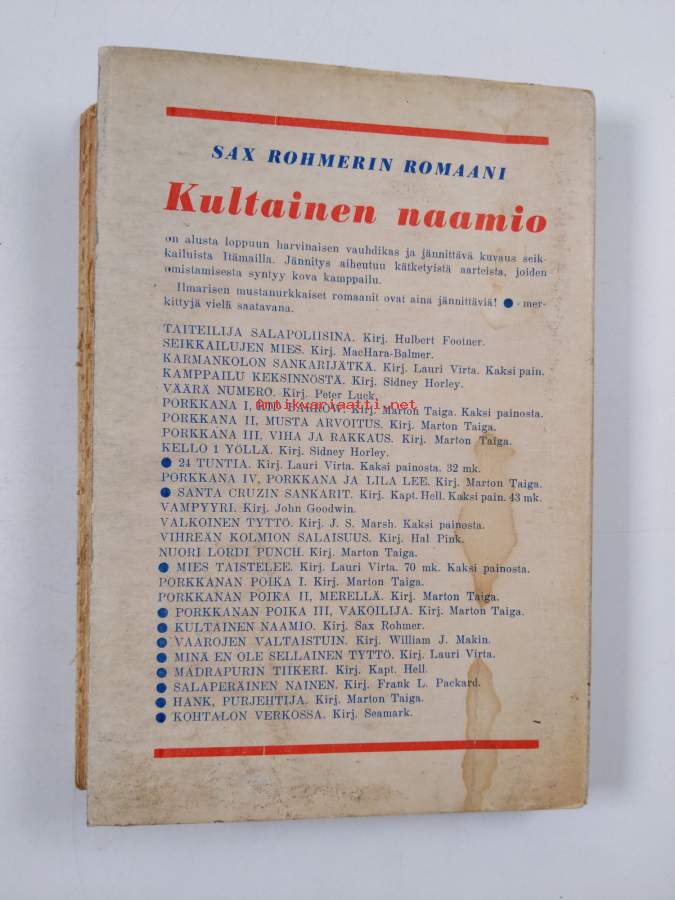 SAX ROHMERIN ROMAANI
Kultainen naamio
on alusta loppuun harvinaisen vauhdikas ja jännittävä kuvaus seik-
kailuista Itämailla. Jännitys aiheutuu kätketyistä aarteista, joiden
omistamisesta syntyy kova kamppailu.
Ilmarisen mustanurkkaiset romaanit ovat aina jännittäviä! ● -mer-
kittyjä vielä saatavana.
TAITEILIJA SALAPOLIISINA. Kirj. Hulbert Footner.
SEIKKAILUJEN MIES. Kirj. MacHara-Balmer.
KARMANKOLON SANKARIJÄTKÄ. Kirj. Lauri Virta. Kaksi pain.
KAMPPAILU KEKSINNÖSTÄ. Kirj. Sidney Horley.
VÄÄRÄ NUMERO. Kirj. Peter Luck.
PORKKANA I, Kirj. Marton Taiga. Kaksi painosta.
antikvariaatti.net
PORKKANA II, MUSTA ARVOITUS. Kirj. Marton Taiga.
PORKKANA III, VIHA JA RAKKAUS. Kirj. Marton Taiga.
KELLO 1 YÖLLÄ. Kirj. Sidney Horley.
● 24 TUNTIA. Kirj. Lauri Virta. Kaksi painosta. 32 mk.
PORKKANA IV, PORKKANA JA LILA LEE. Kirj. Marton Taiga.
● SANTA CRUZIN SANKARIT. Kirj. Kapt. Hell. Kaksi pain. 43 mk.
VAMPYYRI. Kirj. John Goodwin.
VALKOINEN TYTTÖ. Kirj. J. S. Marsh. Kaksi painosta.
VIHREÄN KOLMION SALAISUUS. Kirj. Hal Pink.
NUORI LORDI PUNCH. Kirj. Marton Taiga.
● MIES TAISTELEE. Kirj. Lauri Virta. 70 mk. Kaksi painosta.
PORKKANAN POIKA I. Kirj. Marton Taiga.
PORKKANAN POIKA II, MERELLÄ. Kirj. Marton Taiga.
● PORKKANAN POIKA III, VAKOILIJA. Kirj. Marton Taiga.
● KULTAINEN NAAMIO. Kirj. Sax Rohmer.
● VAAROJEN VALTAISTUIN. Kirj. William J. Makin.
● MINÄ EN OLE SELLAINEN TYTTÖ. Kirj. Lauri Virta.
● MADRAPURIN TIIKERI. Kirj. Kapt. Hell.
● SALAPERÄINEN NAINEN. Kirj. Frank L. Packard.
● HANK, PURJEHTIJA. Kirj. Marton Taiga.
● KOHTALON VERKOSSA. Kirj. Seamark.